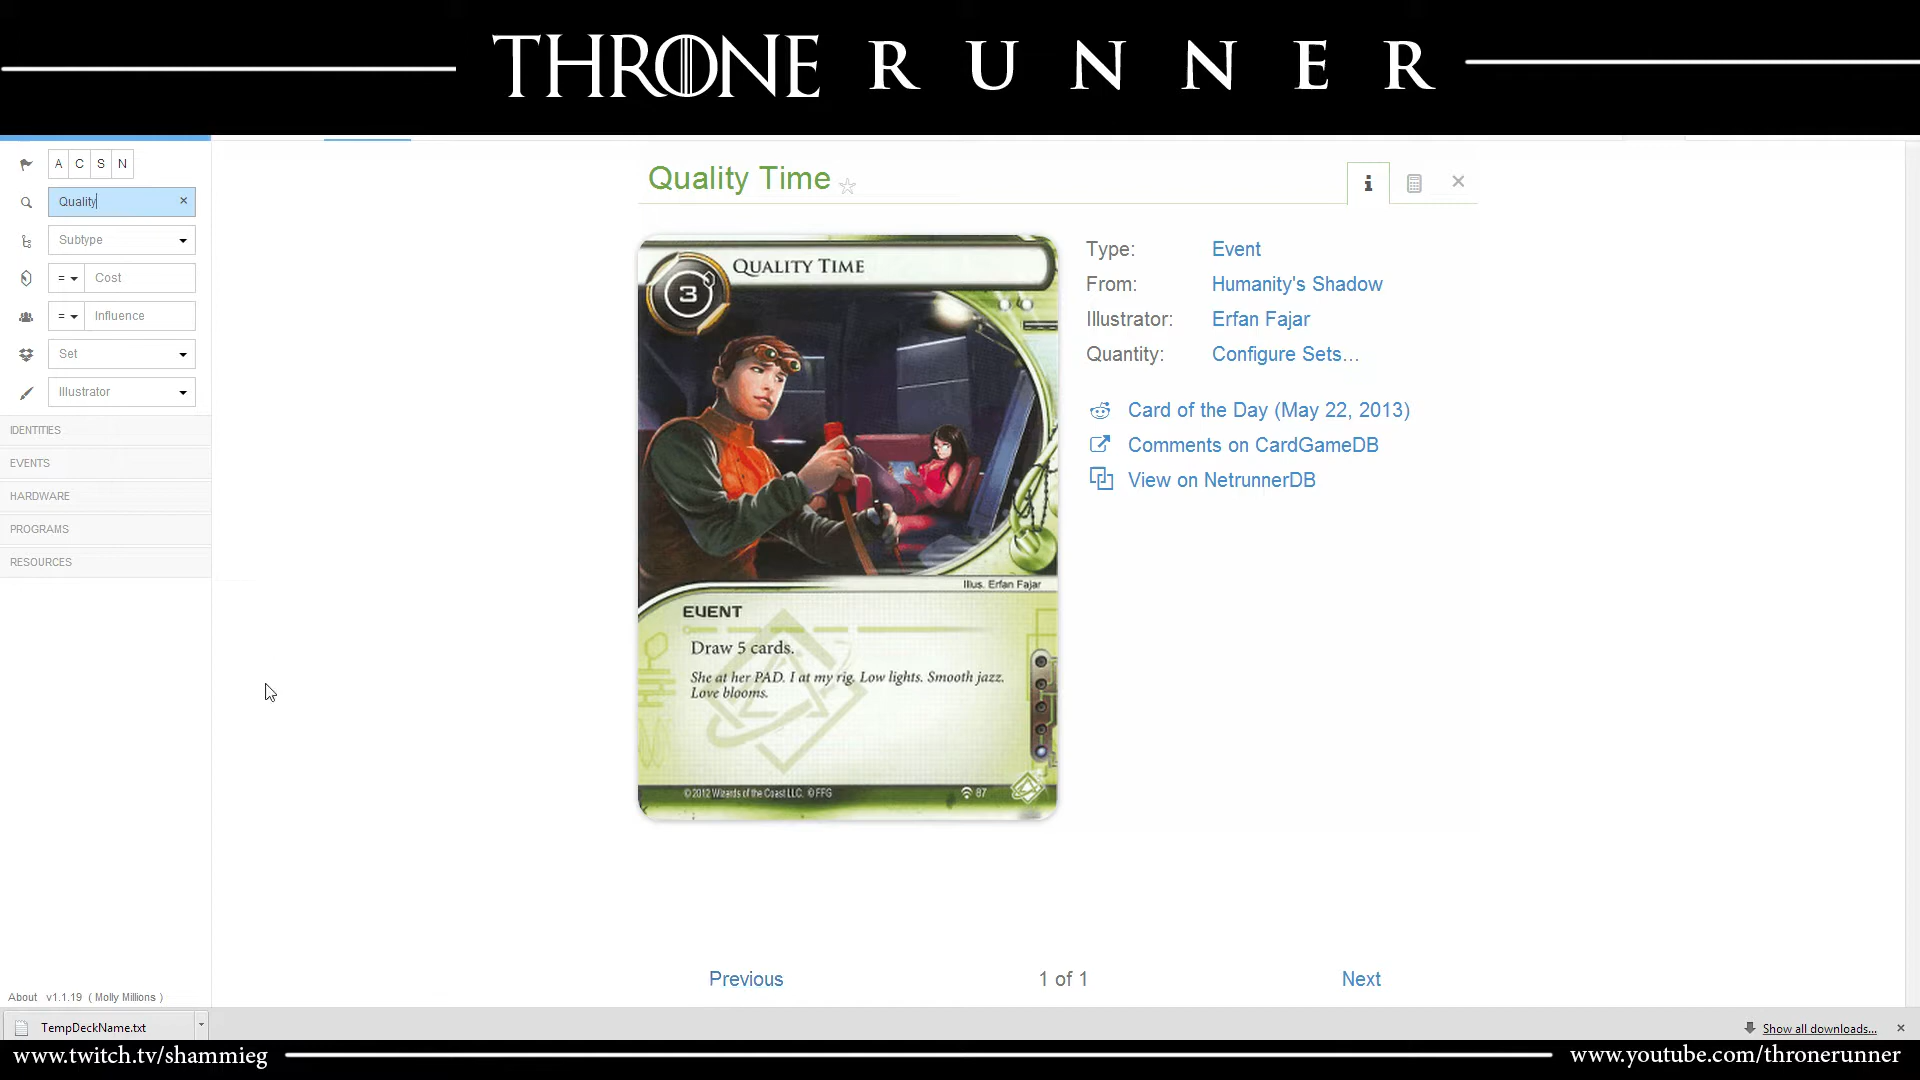 THRONE RUNNER
A C S N
Quality
Subtype
= Cost
= Influence
Set
Illustrator
IDENTITIES
EVENTS
HARDWARE
PROGRAMS
RESOURCES
About v1.1.19 ( Molly Millions )
Quality Time
QUALITY TIME
3
Illus. Erfan Fajar
EVENT
Draw 5 cards.
She at her PAD. I at my rig. Low lights. Smooth jazz.
Love blooms.
© 2012 Wizards of the Coast LLC. © FFG 87
Type: Event
From: Humanity's Shadow
Illustrator: Erfan Fajar
Quantity: Configure Sets...
Card of the Day (May 22, 2013)
Comments on CardGameDB
View on NetrunnerDB
Previous 1 of 1 Next
TempDeckName.txt
Show all downloads...
www.twitch.tv/shammieg
www.youtube.com/thronerunner